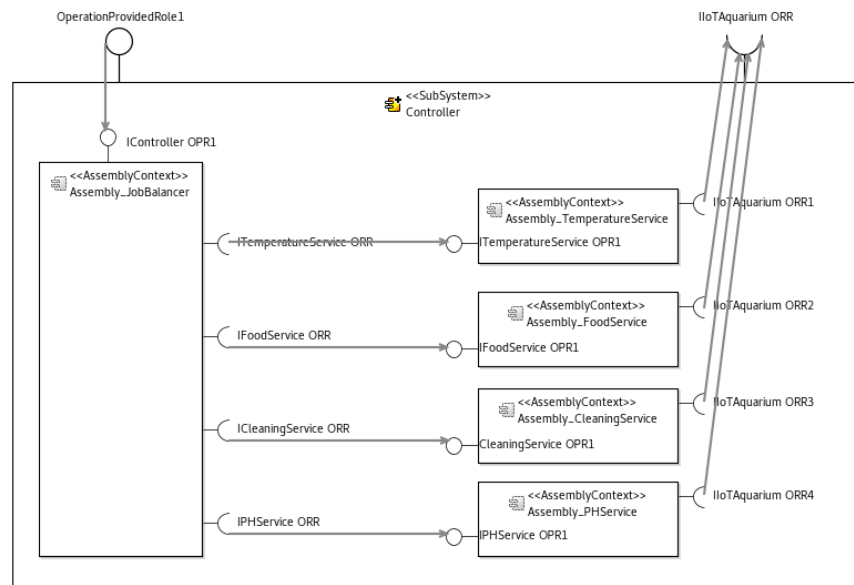 OperationProvidedRole1
IIoTAquarium ORR
<<SubSystem>>
Controller
IController OPR1
<<AssemblyContext>>
Assembly_JobBalancer
<<AssemblyContext>>
Assembly_TemperatureService
IIoTAquarium ORR1
ITemperatureService ORR
ITemperatureService OPR1
<<AssemblyContext>>
Assembly_FoodService
IIoTAquarium ORR2
IFoodService ORR
IFoodService OPR1
<<AssemblyContext>>
Assembly_CleaningService
IIoTAquarium ORR3
ICleaningService ORR
CleaningService OPR1
<<AssemblyContext>>
Assembly_PHService
IIoTAquarium ORR4
IPHService ORR
IPHService OPR1